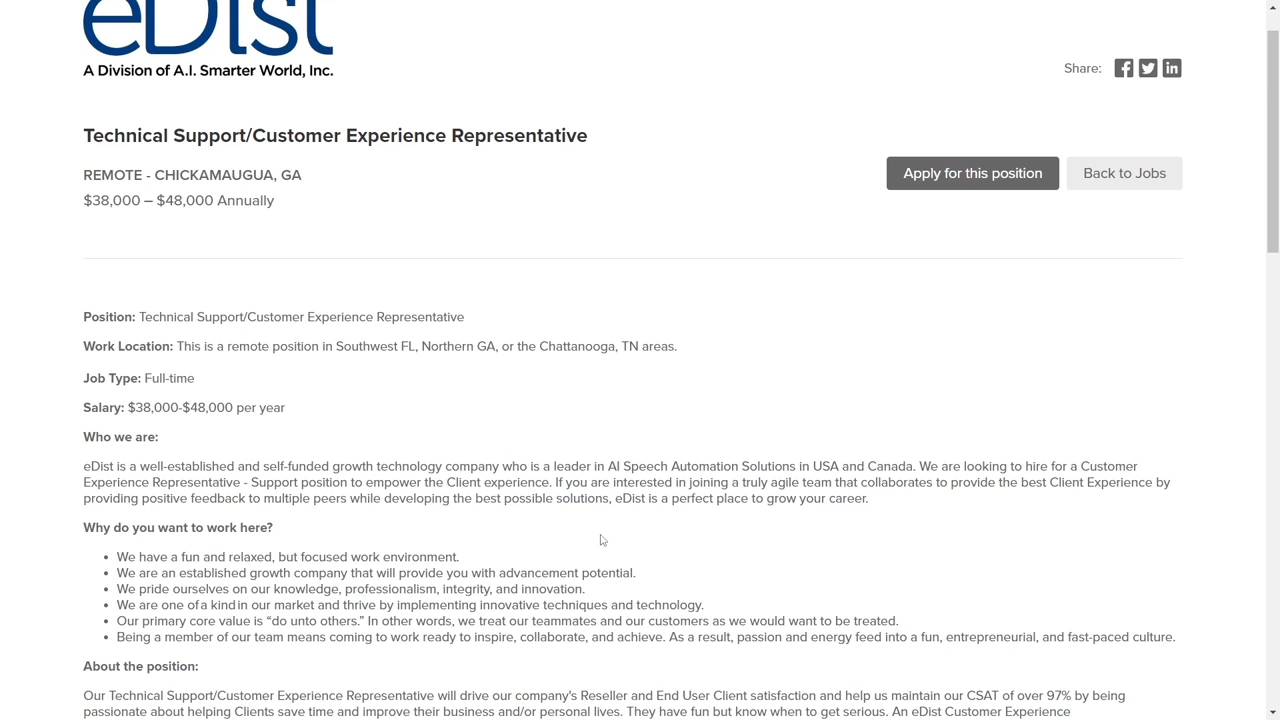 eDist
A Division of A.I. Smarter World, Inc.
Share:
Technical Support/Customer Experience Representative
REMOTE - CHICKAMAUGUA, GA
Apply for this position
Back to Jobs
$38,000 – $48,000 Annually
Position: Technical Support/Customer Experience Representative
Work Location: This is a remote position in Southwest FL, Northern GA, or the Chattanooga, TN areas.
Job Type: Full-time
Salary: $38,000-$48,000 per year
Who we are:
eDist is a well-established and self-funded growth technology company who is a leader in AI Speech Automation Solutions in USA and Canada. We are looking to hire for a Customer
Experience Representative - Support position to empower the Client experience. If you are interested in joining a truly agile team that collaborates to provide the best Client Experience by
providing positive feedback to multiple peers while developing the best possible solutions, eDist is a perfect place to grow your career.
Why do you want to work here?
• We have a fun and relaxed, but focused work environment.
• We are an established growth company that will provide you with advancement potential.
• We pride ourselves on our knowledge, professionalism, integrity, and innovation.
• We are one of a kind in our market and thrive by implementing innovative techniques and technology.
• Our primary core value is “do unto others.” In other words, we treat our teammates and our customers as we would want to be treated.
• Being a member of our team means coming to work ready to inspire, collaborate, and achieve. As a result, passion and energy feed into a fun, entrepreneurial, and fast-paced culture.
About the position:
Our Technical Support/Customer Experience Representative will drive our company’s Reseller and End User Client satisfaction and help us maintain our CSAT of over 97% by being
passionate about helping Clients save time and improve their business and/or personal lives. They have fun but know when to get serious. An eDist Customer Experience